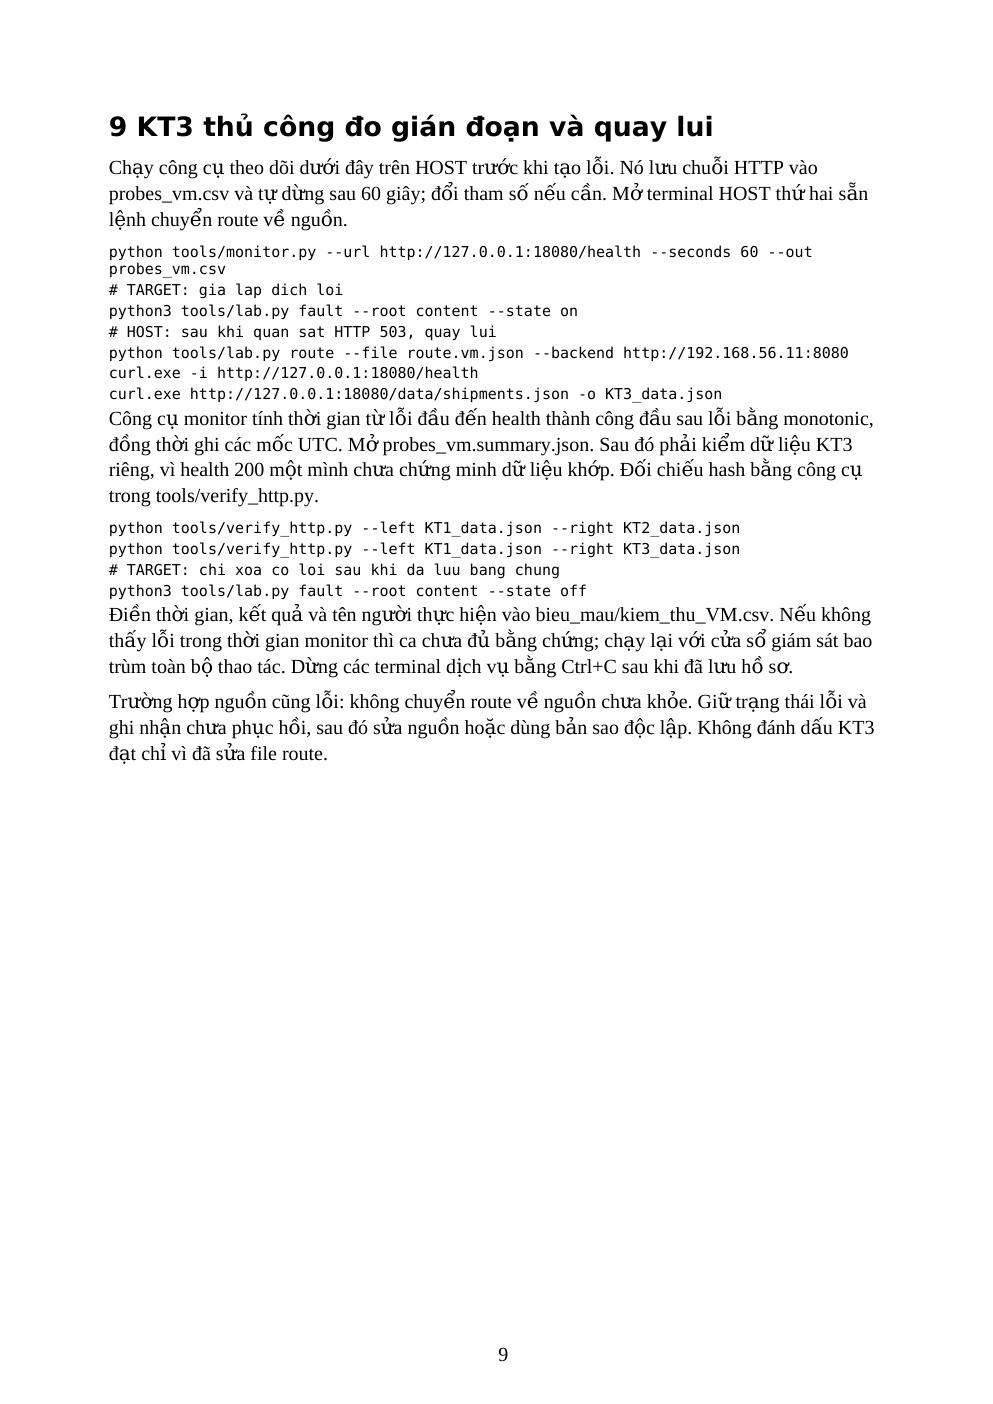 9 KT3 thủ công đo gián đoạn và quay lui
Chạy công cụ theo dõi dưới đây trên HOST trước khi tạo lỗi. Nó lưu chuỗi HTTP vào
probes_vm.csv và tự dừng sau 60 giây; đổi tham số nếu cần. Mở terminal HOST thứ hai sẵn
lệnh chuyển route về nguồn.
python tools/monitor.py --url http://127.0.0.1:18080/health --seconds 60 --out
probes_vm.csv
# TARGET: gia lap dich loi
python3 tools/lab.py fault --root content --state on
# HOST: sau khi quan sat HTTP 503, quay lui
python tools/lab.py route --file route.vm.json --backend http://192.168.56.11:8080
curl.exe -i http://127.0.0.1:18080/health
curl.exe http://127.0.0.1:18080/data/shipments.json -o KT3_data.json
Công cụ monitor tính thời gian từ lỗi đầu đến health thành công đầu sau lỗi bằng monotonic,
đồng thời ghi các mốc UTC. Mở probes_vm.summary.json. Sau đó phải kiểm dữ liệu KT3
riêng, vì health 200 một mình chưa chứng minh dữ liệu khớp. Đối chiếu hash bằng công cụ
trong tools/verify_http.py.
python tools/verify_http.py --left KT1_data.json --right KT2_data.json
python tools/verify_http.py --left KT1_data.json --right KT3_data.json
# TARGET: chi xoa co loi sau khi da luu bang chung
python3 tools/lab.py fault --root content --state off
Điền thời gian, kết quả và tên người thực hiện vào bieu_mau/kiem_thu_VM.csv. Nếu không
thấy lỗi trong thời gian monitor thì ca chưa đủ bằng chứng; chạy lại với cửa sổ giám sát bao
trùm toàn bộ thao tác. Dừng các terminal dịch vụ bằng Ctrl+C sau khi đã lưu hồ sơ.
Trường hợp nguồn cũng lỗi: không chuyển route về nguồn chưa khỏe. Giữ trạng thái lỗi và
ghi nhận chưa phục hồi, sau đó sửa nguồn hoặc dùng bản sao độc lập. Không đánh dấu KT3
đạt chỉ vì đã sửa file route.
9